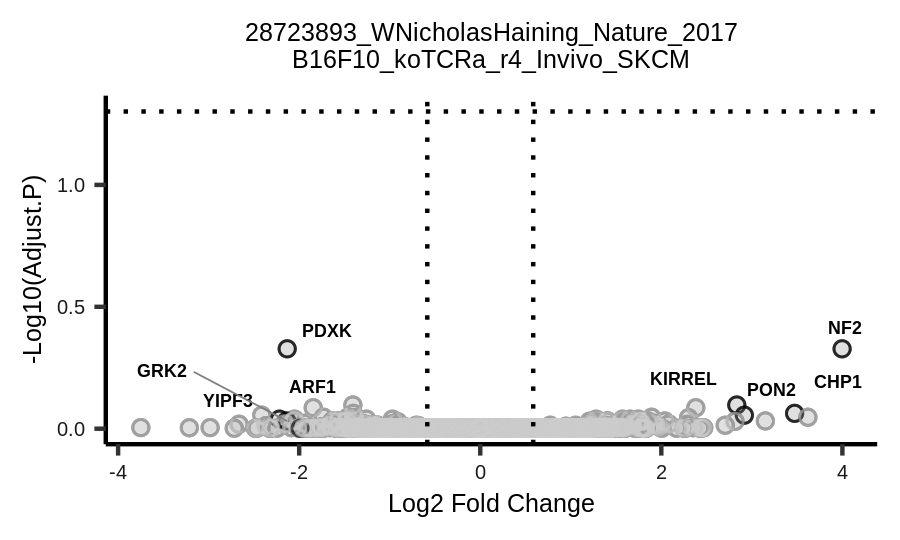 28723893_WNicholasHaining_Nature_2017
B16F10_koTCRa_r4_Invivo_SKCM
-Log10(Adjust.P)
1.0
0.5
0.0
PDXK
NF2
GRK2
ARF1
KIRREL
CHP1
PON2
YIPF3
-4
-2
0
2
4
Log2 Fold Change